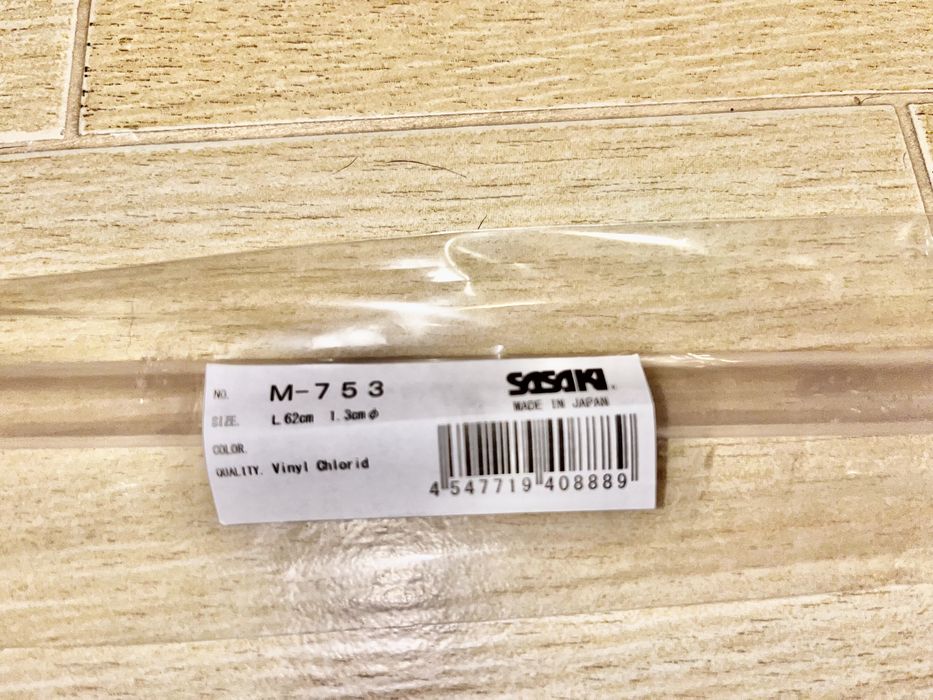 NO. M-753
SASAKI.
MADE IN JAPAN
SIZE. L.62cm 1.3cmφ
COLOR.
QUALITY. Vinyl Chlorid
4 547719 408889